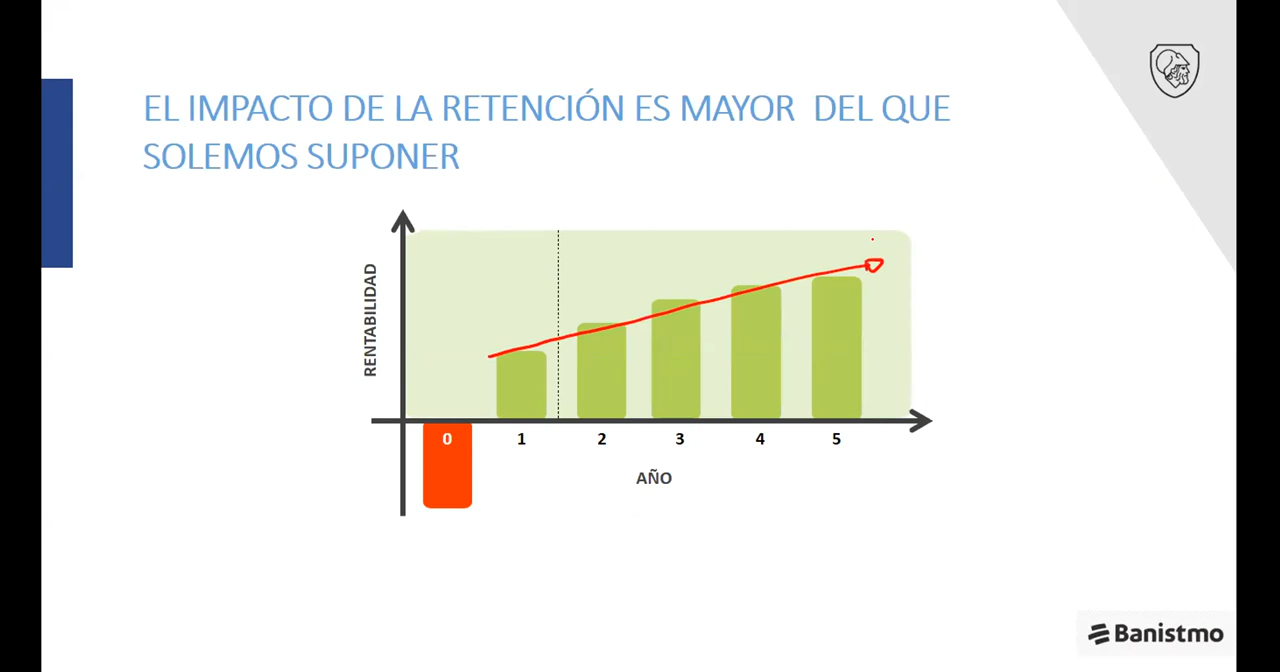 EL IMPACTO DE LA RETENCIÓN ES MAYOR  DEL QUE
SOLEMOS SUPONER
RENTABILIDAD
0
1
2
3
4
5
AÑO
Banistmo